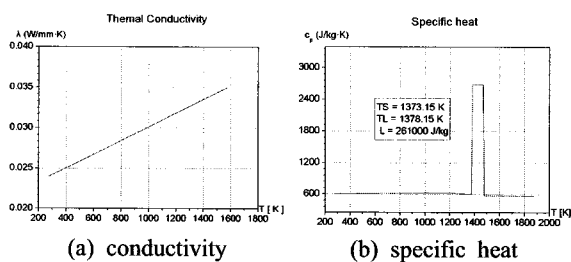 Themal Conductivity
λ (W/mm·K)
0.040
0.035
0.030
0.025
0.020
200 400 600 800 1000 1200 1400 1600 1800
T [ K ]
(a) conductivity
Specific heat
c_p (J/kg·K)
3000
2400
1800
1200
600
TS = 1373.15 K
TL = 1378.15 K
L = 261000 J/kg
200 400 600 800 1000 1200 1400 1600 1800 2000
T [K]
(b) specific heat